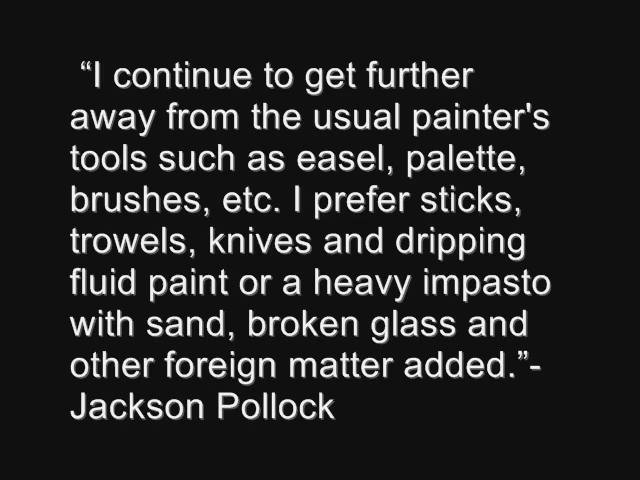 “I continue to get further
away from the usual painter's
tools such as easel, palette,
brushes, etc. I prefer sticks,
trowels, knives and dripping
fluid paint or a heavy impasto
with sand, broken glass and
other foreign matter added.”-
Jackson Pollock